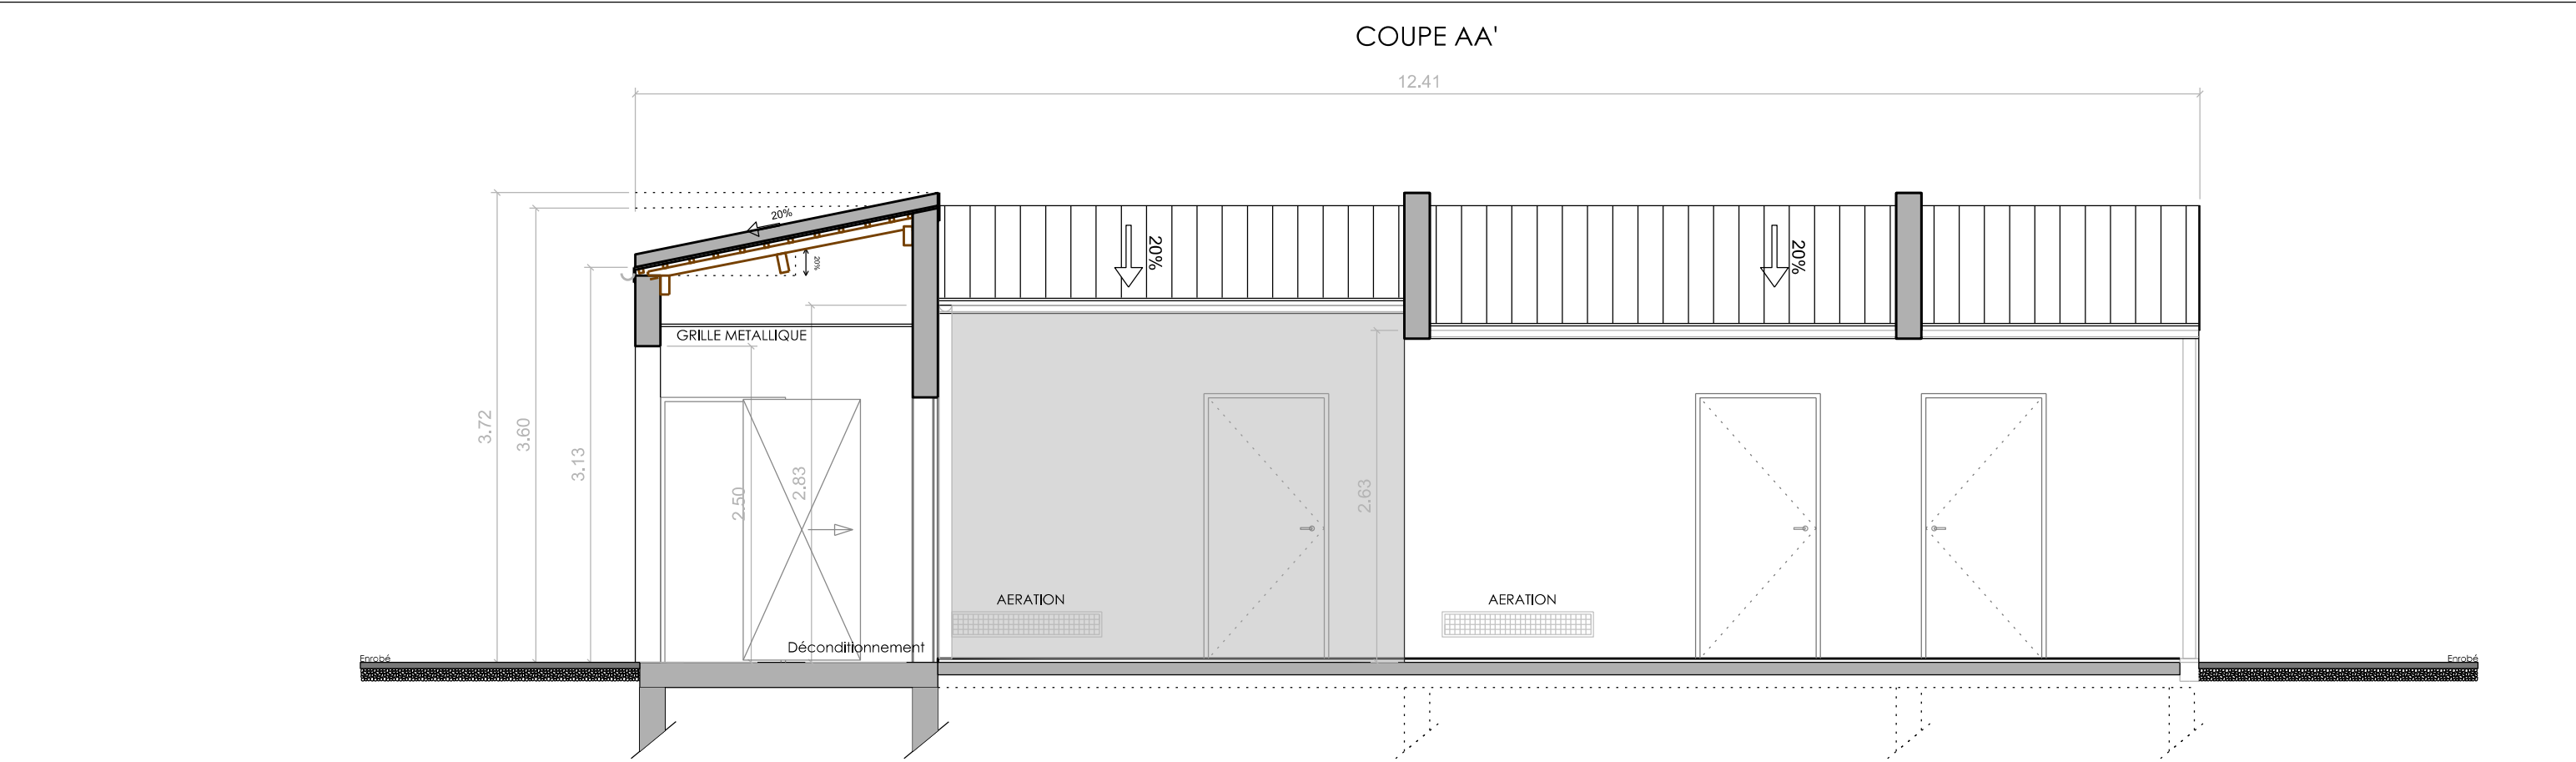 COUPE AA'
12.41
20%
20%
20%
20%
GRILLE METALLIQUE
3.72
3.60
3.13
2.50
2.83
2.63
AERATION
AERATION
Déconditionnement
Enrobé
Enrobé